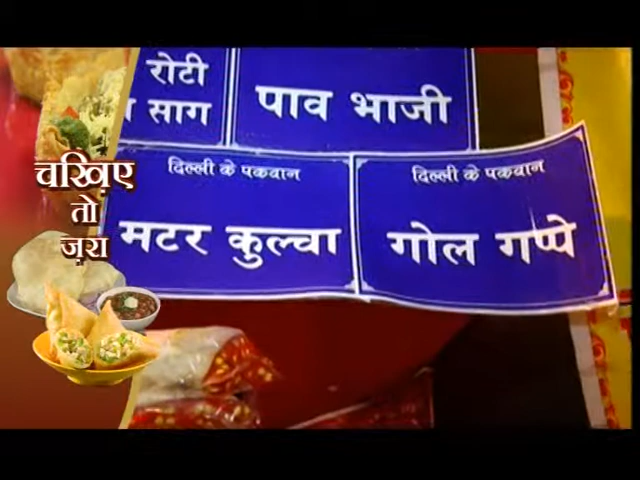 रोटी
साग
पाव भाजी
दिल्ली के पकवान
मटर कुल्चा
दिल्ली के पकवान
गोल गप्पे
चखिए
तो
ज़रा